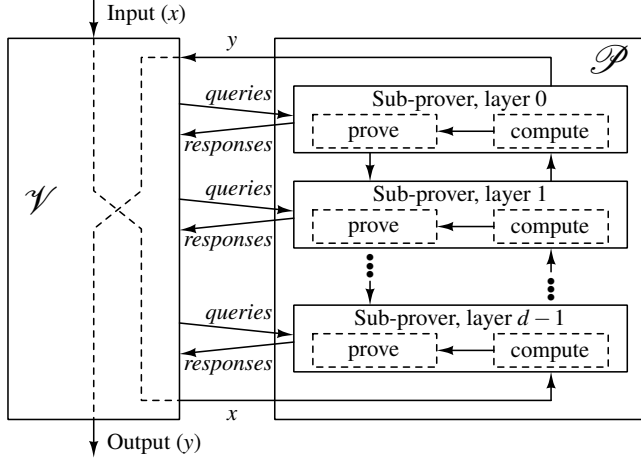 Input (x)
y
𝒫
Sub-prover, layer 0
queries
prove
compute
responses
Sub-prover, layer 1
queries
prove
compute
responses
𝒱
Sub-prover, layer d − 1
queries
prove
compute
responses
x
Output (y)